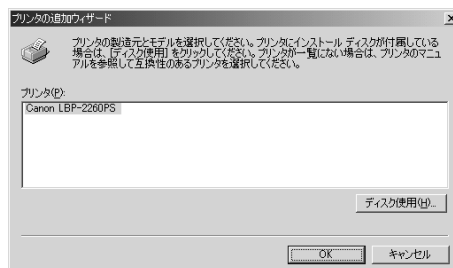 プリンタの追加ウィザード
プリンタの製造元とモデルを選択してください。プリンタにインストール ディスクが付属している
場合は、[ディスク使用] をクリックしてください。プリンタが一覧にない場合は、プリンタのマニュ
アルを参照して互換性のあるプリンタを選択してください。
プリンタ(P):
Canon LBP-2260PS
ディスク使用(H)...
OK
キャンセル